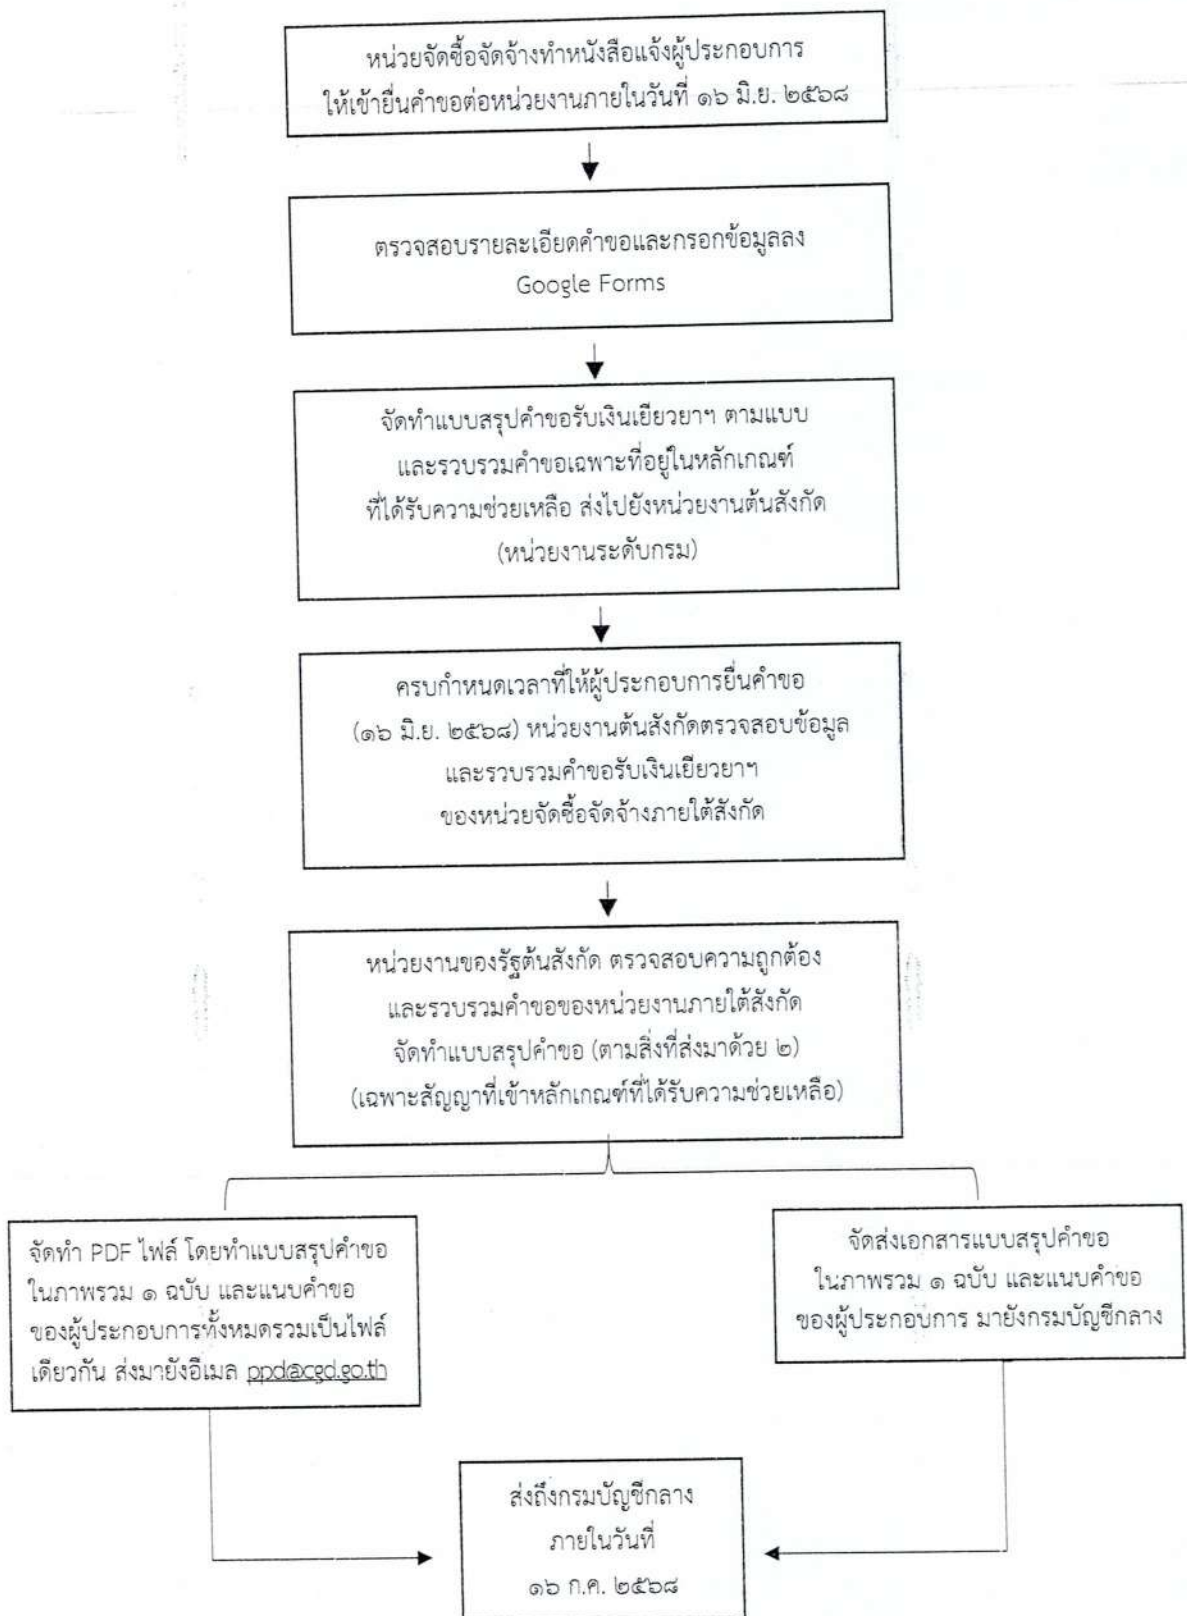 หน่วยจัดซื้อจัดจ้างทำหนังสือแจ้งผู้ประกอบการ
ให้เข้ายื่นคำขอต่อหน่วยงานภายในวันที่ ๑๖ มิ.ย. ๒๕๖๘
ตรวจสอบรายละเอียดคำขอและกรอกข้อมูลลง
Google Forms
จัดทำแบบสรุปคำขอรับเงินเยียวยาฯ ตามแบบ
และรวบรวมคำขอเฉพาะที่อยู่ในหลักเกณฑ์
ที่ได้รับความช่วยเหลือ ส่งไปยังหน่วยงานต้นสังกัด
(หน่วยงานระดับกรม)
ครบกำหนดเวลาที่ให้ผู้ประกอบการยื่นคำขอ
(๑๖ มิ.ย. ๒๕๖๘) หน่วยงานต้นสังกัดตรวจสอบข้อมูล
และรวบรวมคำขอรับเงินเยียวยาฯ
ของหน่วยจัดซื้อจัดจ้างภายใต้สังกัด
หน่วยงานของรัฐต้นสังกัด ตรวจสอบความถูกต้อง
และรวบรวมคำขอของหน่วยงานภายใต้สังกัด
จัดทำแบบสรุปคำขอ (ตามสิ่งที่ส่งมาด้วย ๒)
(เฉพาะสัญญาที่เข้าหลักเกณฑ์ที่ได้รับความช่วยเหลือ)
จัดทำ PDF ไฟล์ โดยทำแบบสรุปคำขอ
ในภาพรวม ๑ ฉบับ และแนบคำขอ
ของผู้ประกอบการทั้งหมดรวมเป็นไฟล์
เดียวกัน ส่งมายังอีเมล ppd@cgd.go.th
จัดส่งเอกสารแบบสรุปคำขอ
ในภาพรวม ๑ ฉบับ และแนบคำขอ
ของผู้ประกอบการ มายังกรมบัญชีกลาง
ส่งถึงกรมบัญชีกลาง
ภายในวันที่
๑๖ ก.ค. ๒๕๖๘